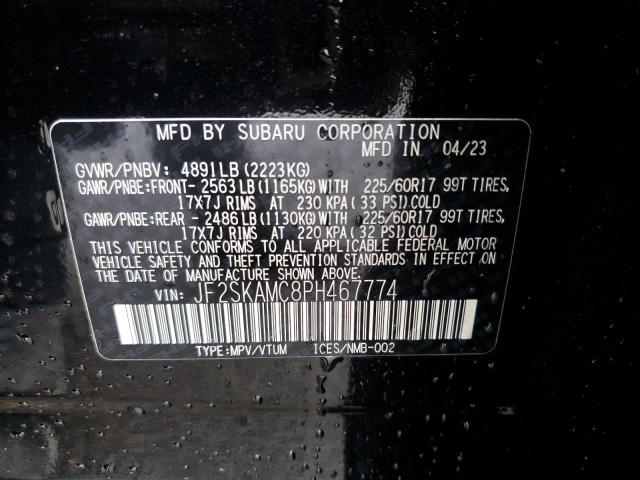 MFD BY SUBARU CORPORATION
MFD IN 04/23
GVWR/PNBV: 4891LB (2223KG)
GAWR/PNBE:FRONT- 2563LB(1165KG)WITH 225/60R17 99T TIRES,
17X7J RIMS AT 230 KPA(33 PSI)COLD
GAWR/PNBE:REAR - 2486LB(1130KG)WITH 225/60R17 99T TIRES,
17X7J RIMS AT 220 KPA(32 PSI)COLD
THIS VEHICLE CONFORMS TO ALL APPLICABLE FEDERAL MOTOR
VEHICLE SAFETY AND THEFT PREVENTION STANDARDS IN EFFECT
ON THE DATE OF MANUFACTURE SHOWN ABOVE.
VIN: JF2SKAMC8PH467774
TYPE:MPV/VTUM ICES/NMB-002